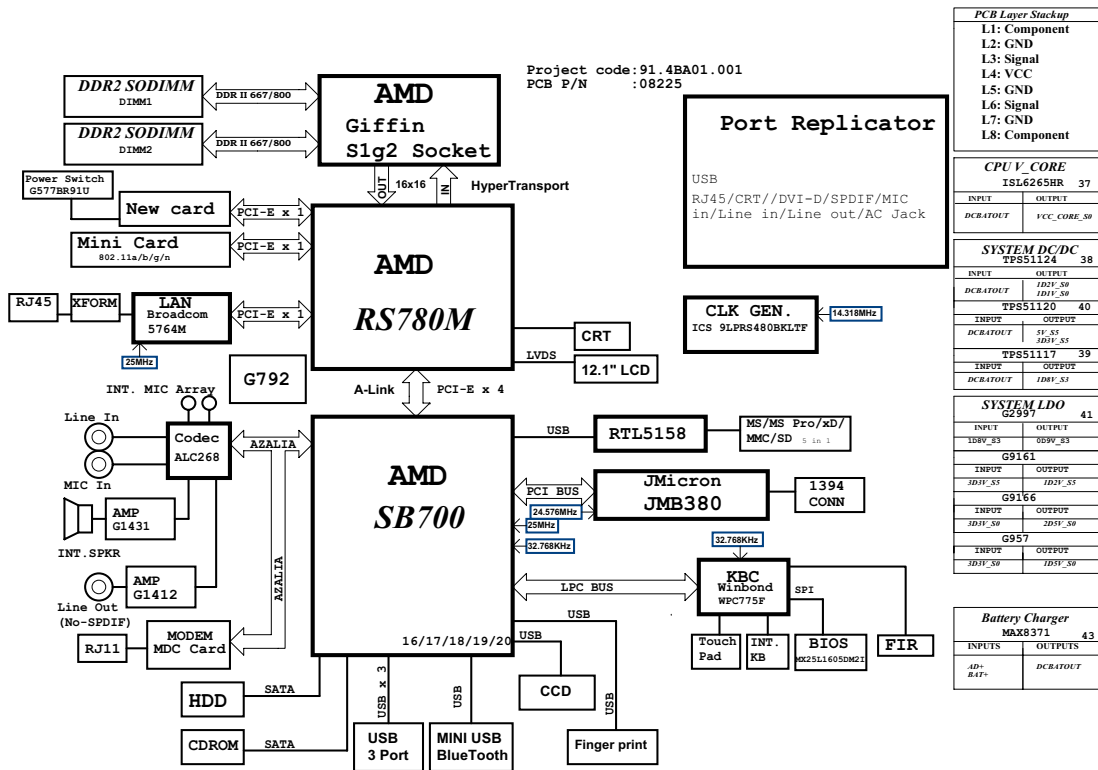 Project code:91.4BA01.001
PCB P/N :08225
DDR2 SODIMM
DIMM1
DDR II 667/800
DDR2 SODIMM
DIMM2
DDR II 667/800
AMD
Giffin
S1g2 Socket
OUT
16x16
IN
HyperTransport
Power Switch
G577BR91U
New card
PCI-E x 1
Mini Card
802.11a/b/g/n
PCI-E x 1
RJ45
XFORM
LAN
Broadcom
5764M
PCI-E x 1
25MHz
AMD
RS780M
CRT
LVDS
12.1" LCD
G792
A-Link
PCI-E x 4
Port Replicator
USB
RJ45/CRT//DVI-D/SPDIF/MIC
in/Line in/Line out/AC Jack
CLK GEN.
ICS 9LPRS480BKLTF
14.318MHz
INT. MIC Array
Line In
Codec
ALC268
MIC In
AZALIA
AMP
G1431
INT.SPKR
AMP
G1412
Line Out
(No-SPDIF)
AZALIA
RJ11
MODEM
MDC Card
AMD
SB700
16/17/18/19/20
USB
RTL5158
MS/MS Pro/xD/
MMC/SD 5 in 1
PCI BUS
24.576MHz
25MHz
32.768KHz
JMicron
JMB380
1394
CONN
32.768KHz
LPC BUS
KBC
Winbond
WPC775F
SPI
Touch
Pad
INT.
KB
BIOS
MX25L1605DM2I
FIR
USB
USB
HDD
SATA
CDROM
SATA
USB x 3
USB
3 Port
USB
MINI USB
BlueTooth
CCD
Finger print
PCB Layer Stackup
L1: Component
L2: GND
L3: Signal
L4: VCC
L5: GND
L6: Signal
L7: GND
L8: Component
CPU V_CORE
ISL6265HR 37
INPUT OUTPUT
DCBATOUT VCC_CORE_S0
SYSTEM DC/DC
TPS51124 38
INPUT OUTPUT
DCBATOUT 1D2V_S0
1D1V_S0
TPS51120 40
INPUT OUTPUT
DCBATOUT 5V_S5
3D3V_S5
TPS51117 39
INPUT OUTPUT
DCBATOUT 1D8V_S3
SYSTEM LDO
G2997 41
INPUT OUTPUT
1D8V_S3 0D9V_S3
G9161
INPUT OUTPUT
3D3V_S5 1D2V_S5
G9166
INPUT OUTPUT
3D3V_S0 2D5V_S0
G957
INPUT OUTPUT
3D3V_S0 1D5V_S0
Battery Charger
MAX8371 43
INPUTS OUTPUTS
AD+ DCBATOUT
BAT+